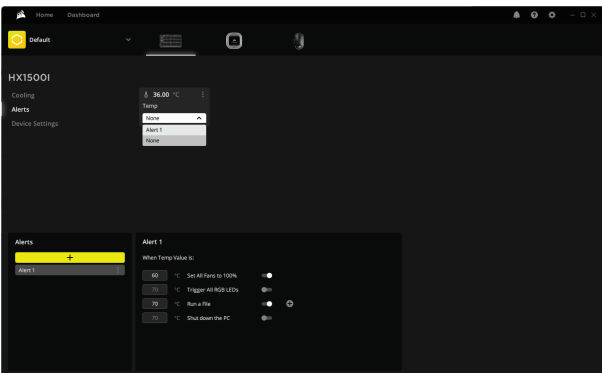 Home Dashboard
Default
HX1500I
Cooling
Alerts
Device Settings
36.00 °C
Temp
None
Alert 1
None
Alerts
+
Alert 1
Alert 1
When Temp Value is:
60 °C Set All Fans to 100%
70 °C Trigger All RGB LEDs
70 °C Run a File
70 °C Shut down the PC